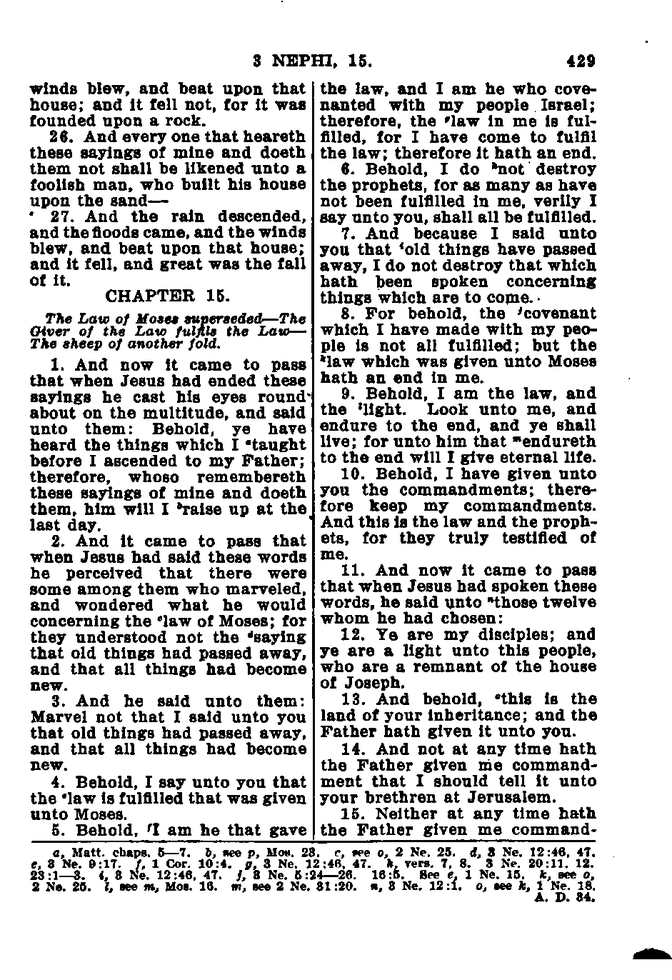 3 NEPHI, 15.
429
winds blew, and beat upon that
house; and it fell not, for it was
founded upon a rock.
26. And every one that heareth
these sayings of mine and doeth
them not shall be likened unto a
foolish man, who built his house
upon the sand—
27. And the rain descended,
and the floods came, and the winds
blew, and beat upon that house;
and it fell, and great was the fall
of it.
CHAPTER 15.
The Law of Moses superseded—The
Giver of the Law fulfils the Law—
The sheep of another fold.
1. And now it came to pass
that when Jesus had ended these
sayings he cast his eyes round
about on the multitude, and said
unto them: Behold, ye have
heard the things which I ᵃtaught
before I ascended to my Father;
therefore, whoso remembereth
these sayings of mine and doeth
them, him will I ᵇraise up at the
last day.
2. And it came to pass that
when Jesus had said these words
he perceived that there were
some among them who marveled,
and wondered what he would
concerning the ᶜlaw of Moses; for
they understood not the ᵈsaying
that old things had passed away,
and that all things had become
new.
3. And he said unto them:
Marvel not that I said unto you
that old things had passed away,
and that all things had become
new.
4. Behold, I say unto you that
the ᵉlaw is fulfilled that was given
unto Moses.
5. Behold, ᶠI am he that gave
the law, and I am he who cove-
nanted with my people Israel;
therefore, the ᵍlaw in me is ful-
filled, for I have come to fulfil
the law; therefore it hath an end.
6. Behold, I do ʰnot destroy
the prophets, for as many as have
not been fulfilled in me, verily I
say unto you, shall all be fulfilled.
7. And because I said unto
you that ⁱold things have passed
away, I do not destroy that which
hath been spoken concerning
things which are to come.
8. For behold, the ʲcovenant
which I have made with my peo-
ple is not all fulfilled; but the
ᵏlaw which was given unto Moses
hath an end in me.
9. Behold, I am the law, and
the ˡlight. Look unto me, and
endure to the end, and ye shall
live; for unto him that ᵐendureth
to the end will I give eternal life.
10. Behold, I have given unto
you the commandments; there-
fore keep my commandments.
And this is the law and the proph-
ets, for they truly testified of
me.
11. And now it came to pass
that when Jesus had spoken these
words, he said unto ⁿthose twelve
whom he had chosen:
12. Ye are my disciples; and
ye are a light unto this people,
who are a remnant of the house
of Joseph.
13. And behold, ᵒthis is the
land of your inheritance; and the
Father hath given it unto you.
14. And not at any time hath
the Father given me command-
ment that I should tell it unto
your brethren at Jerusalem.
15. Neither at any time hath
the Father given me command-
a, Matt. chaps. 5—7. b, see p, Mos. 23. c, see o, 2 Ne. 25. d, 3 Ne. 12:46, 47.
e, 3 Ne. 9:17. f, 1 Cor. 10:4. g, 3 Ne. 12:46, 47. h, vers. 7, 8. 3 Ne. 20:11, 12.
23:1—3. i, 3 Ne. 12:46, 47. j, 3 Ne. 5:24—26. 16:5. See e, 1 Ne. 15. k, see o,
2 Ne. 25. l, see m, Mos. 16. m, see 2 Ne. 31:20. n, 3 Ne. 12:1. o, see k, 1 Ne. 18.
A. D. 34.